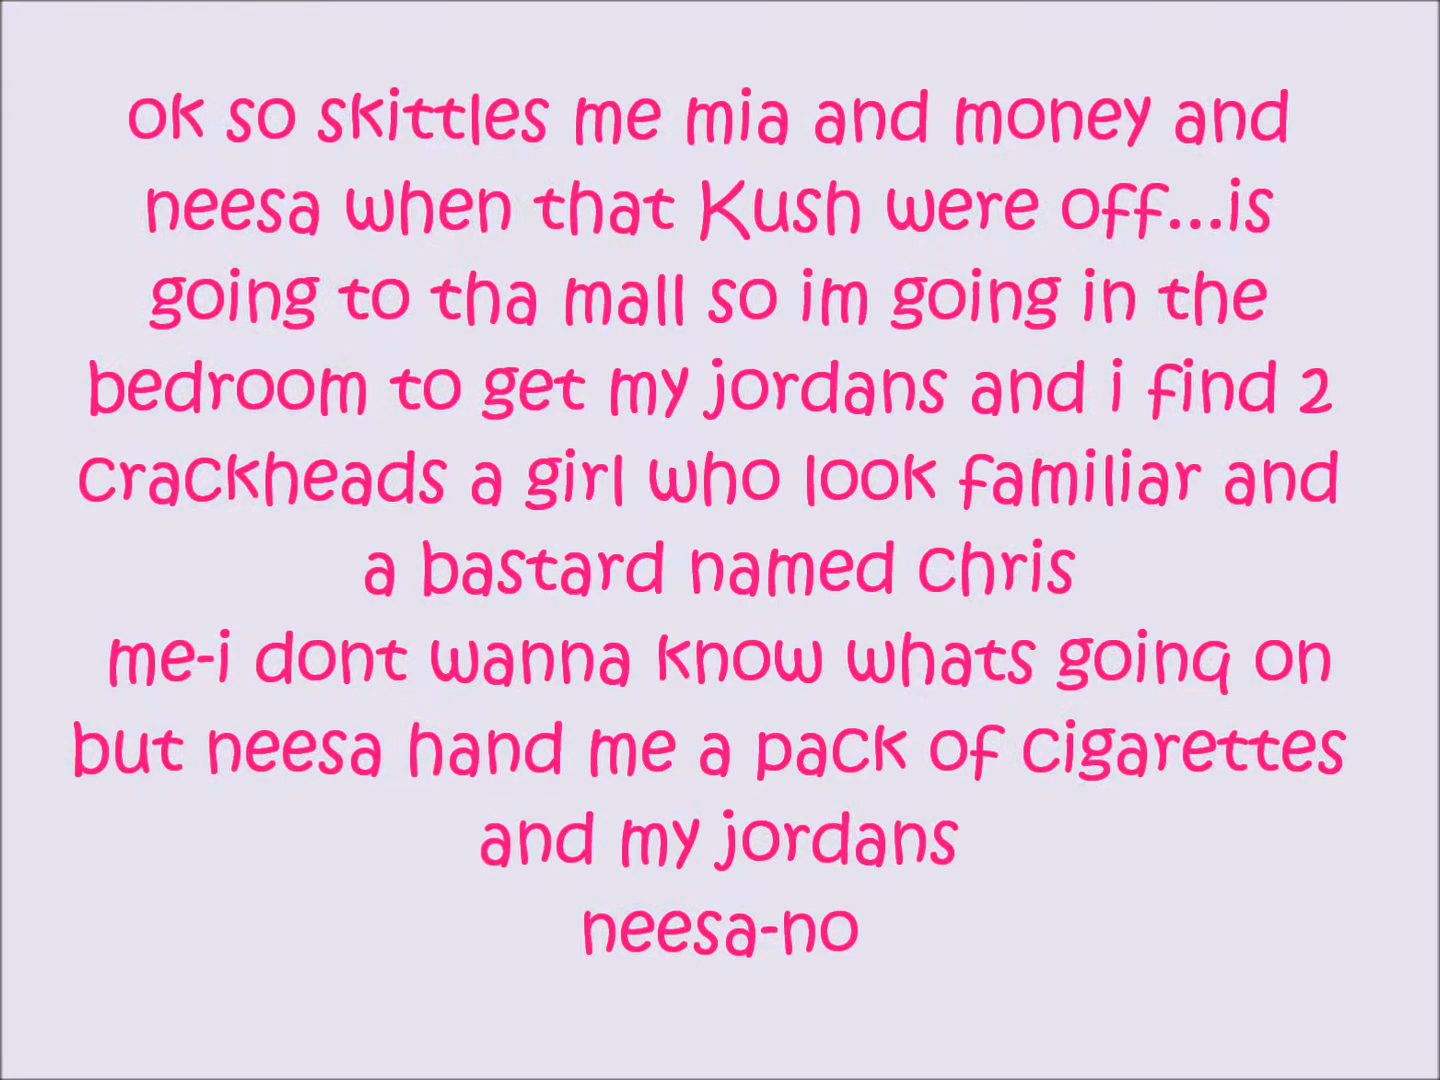 ok so skittles me mia and money and
neesa when that Kush were off...is
going to tha mall so im going in the
bedroom to get my jordans and i find 2
crackheads a girl who look familiar and
a bastard named chris
me-i dont wanna know whats going on
but neesa hand me a pack of cigarettes
and my jordans
neesa-no